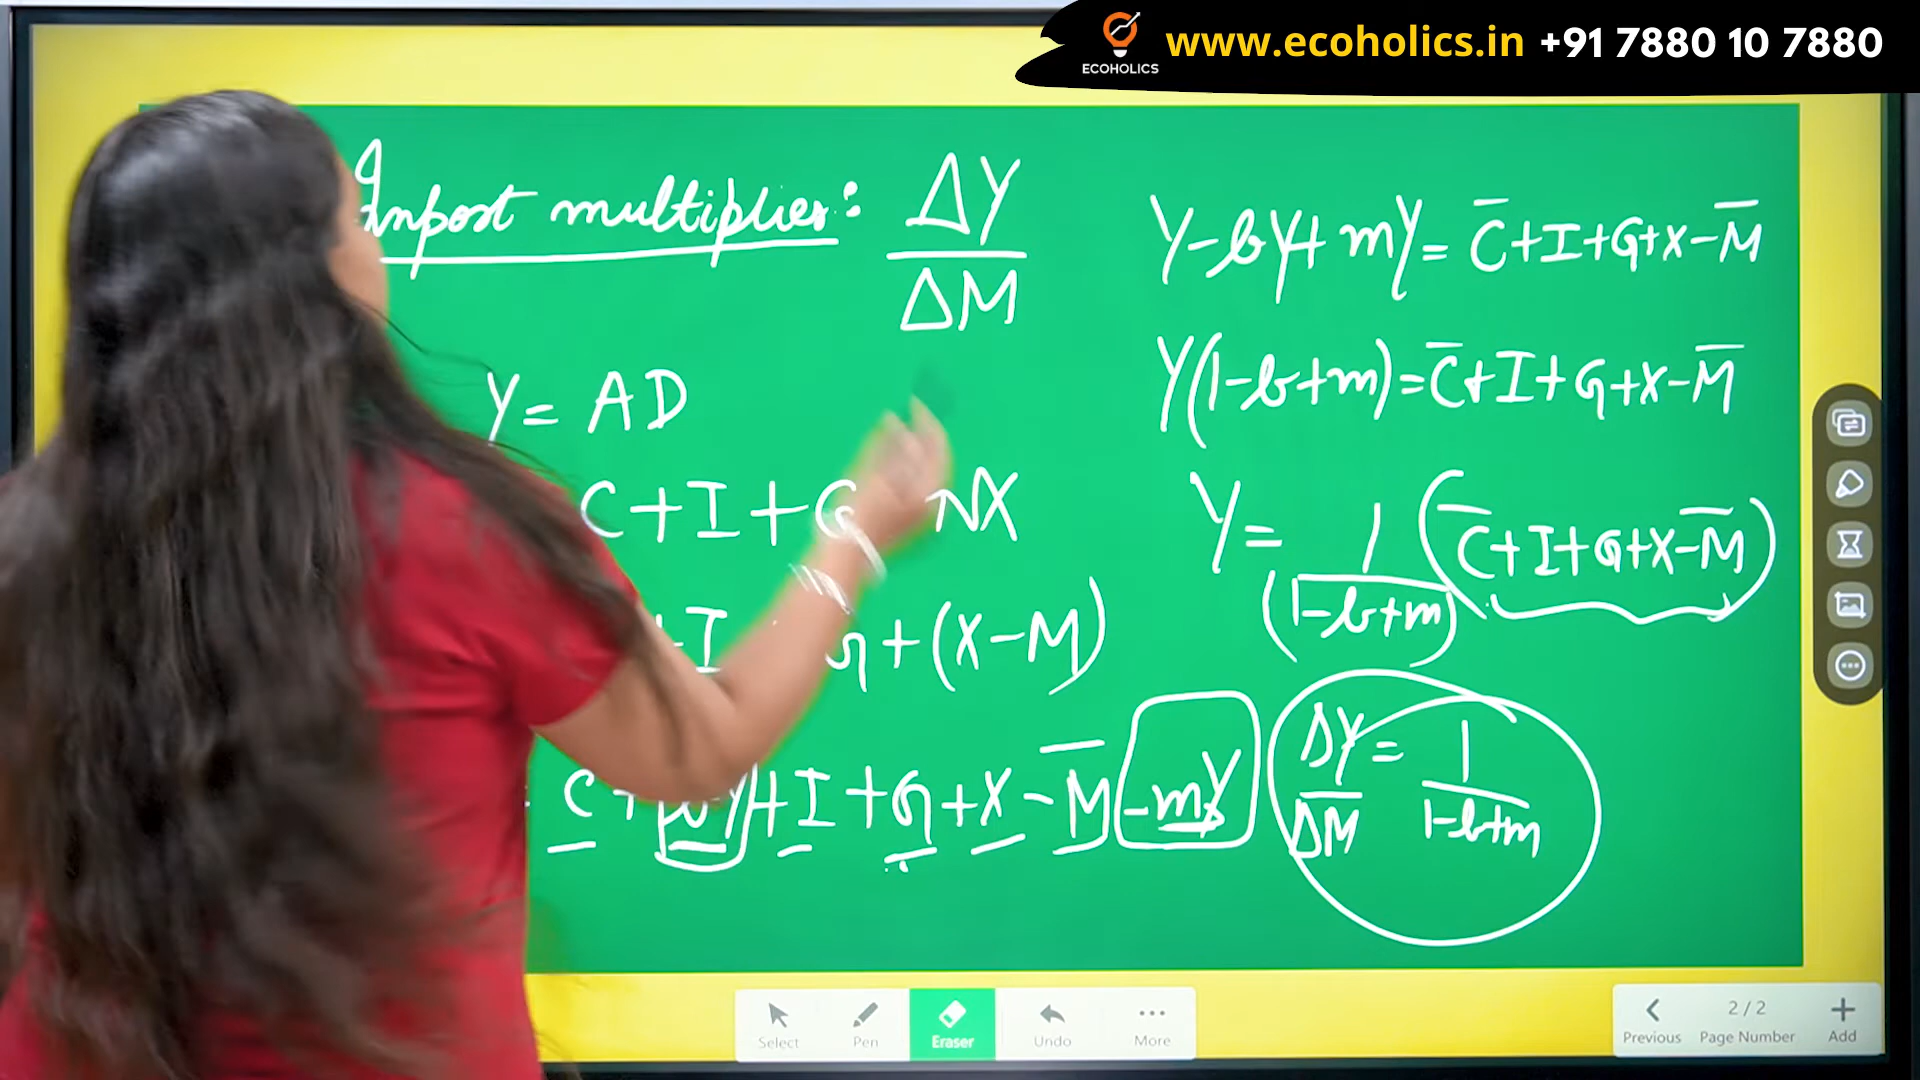 www.ecoholics.in +91 7880 10 7880
ECOHOLICS
Import multiplier: ΔY/ΔM
Y = AD
C + I + G NX
+ I G + (X - M)
C + bY + I + G + X - M̅ - mY
Y - bY + mY = C̅ + I + G + X - M̅
Y(1 - b + m) = C̅ + I + G + X - M̅
Y = 1/(1 - b + m) (C̅ + I + G + X - M̅)
ΔY/ΔM = 1/1 - b + m
Select Pen Eraser Undo More
Previous 2 / 2 Page Number Add